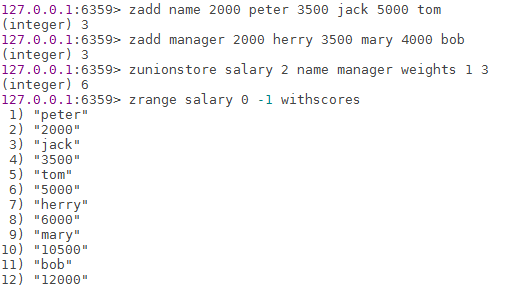 127.0.0.1:6359> zadd name 2000 peter 3500 jack 5000 tom
(integer) 3
127.0.0.1:6359> zadd manager 2000 herry 3500 mary 4000 bob
(integer) 3
127.0.0.1:6359> zunionstore salary 2 name manager weights 1 3
(integer) 6
127.0.0.1:6359> zrange salary 0 -1 withscores
1) "peter"
2) "2000"
3) "jack"
4) "3500"
5) "tom"
6) "5000"
7) "herry"
8) "6000"
9) "mary"
10) "10500"
11) "bob"
12) "12000"